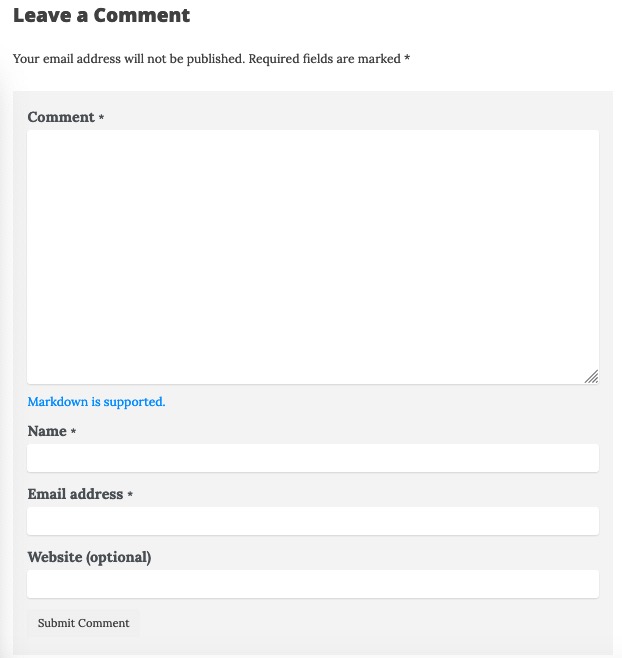 Leave a Comment
Your email address will not be published. Required fields are marked *
Comment *
Markdown is supported.
Name *
Email address *
Website (optional)
Submit Comment